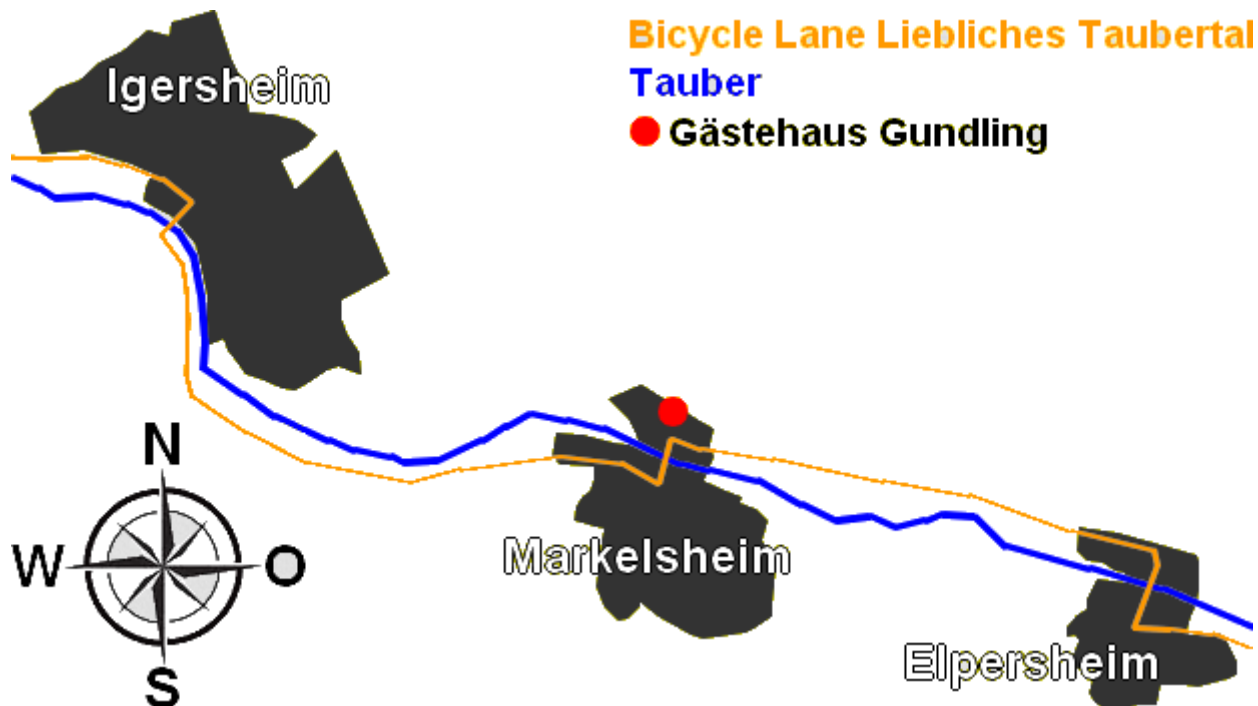 Bicycle Lane Liebliches Taubertal
Tauber
Gästehaus Gundling
Igersheim
Markelsheim
Elpersheim
N
W O
S